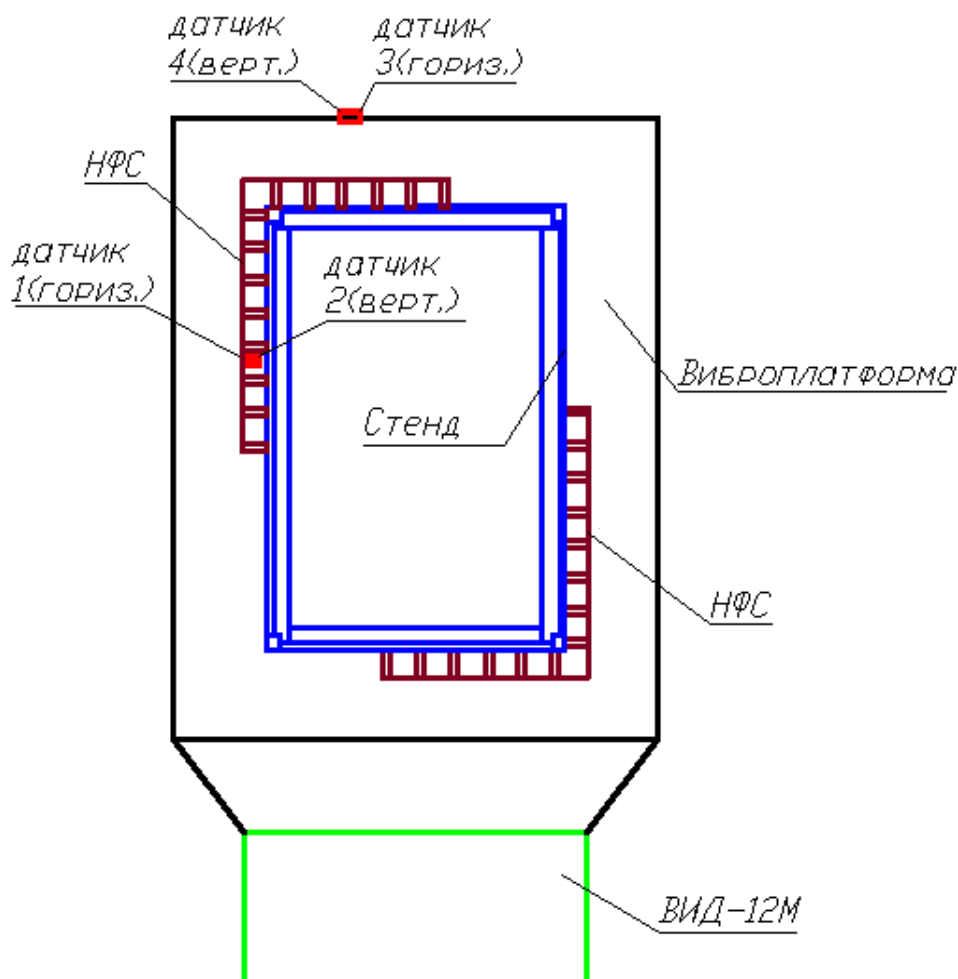 датчик
4(верт.)
датчик
3(гориз.)
НФС
датчик
1(гориз.)
датчик
2(верт.)
Виброплатформа
Стенд
НФС
ВИД-12М